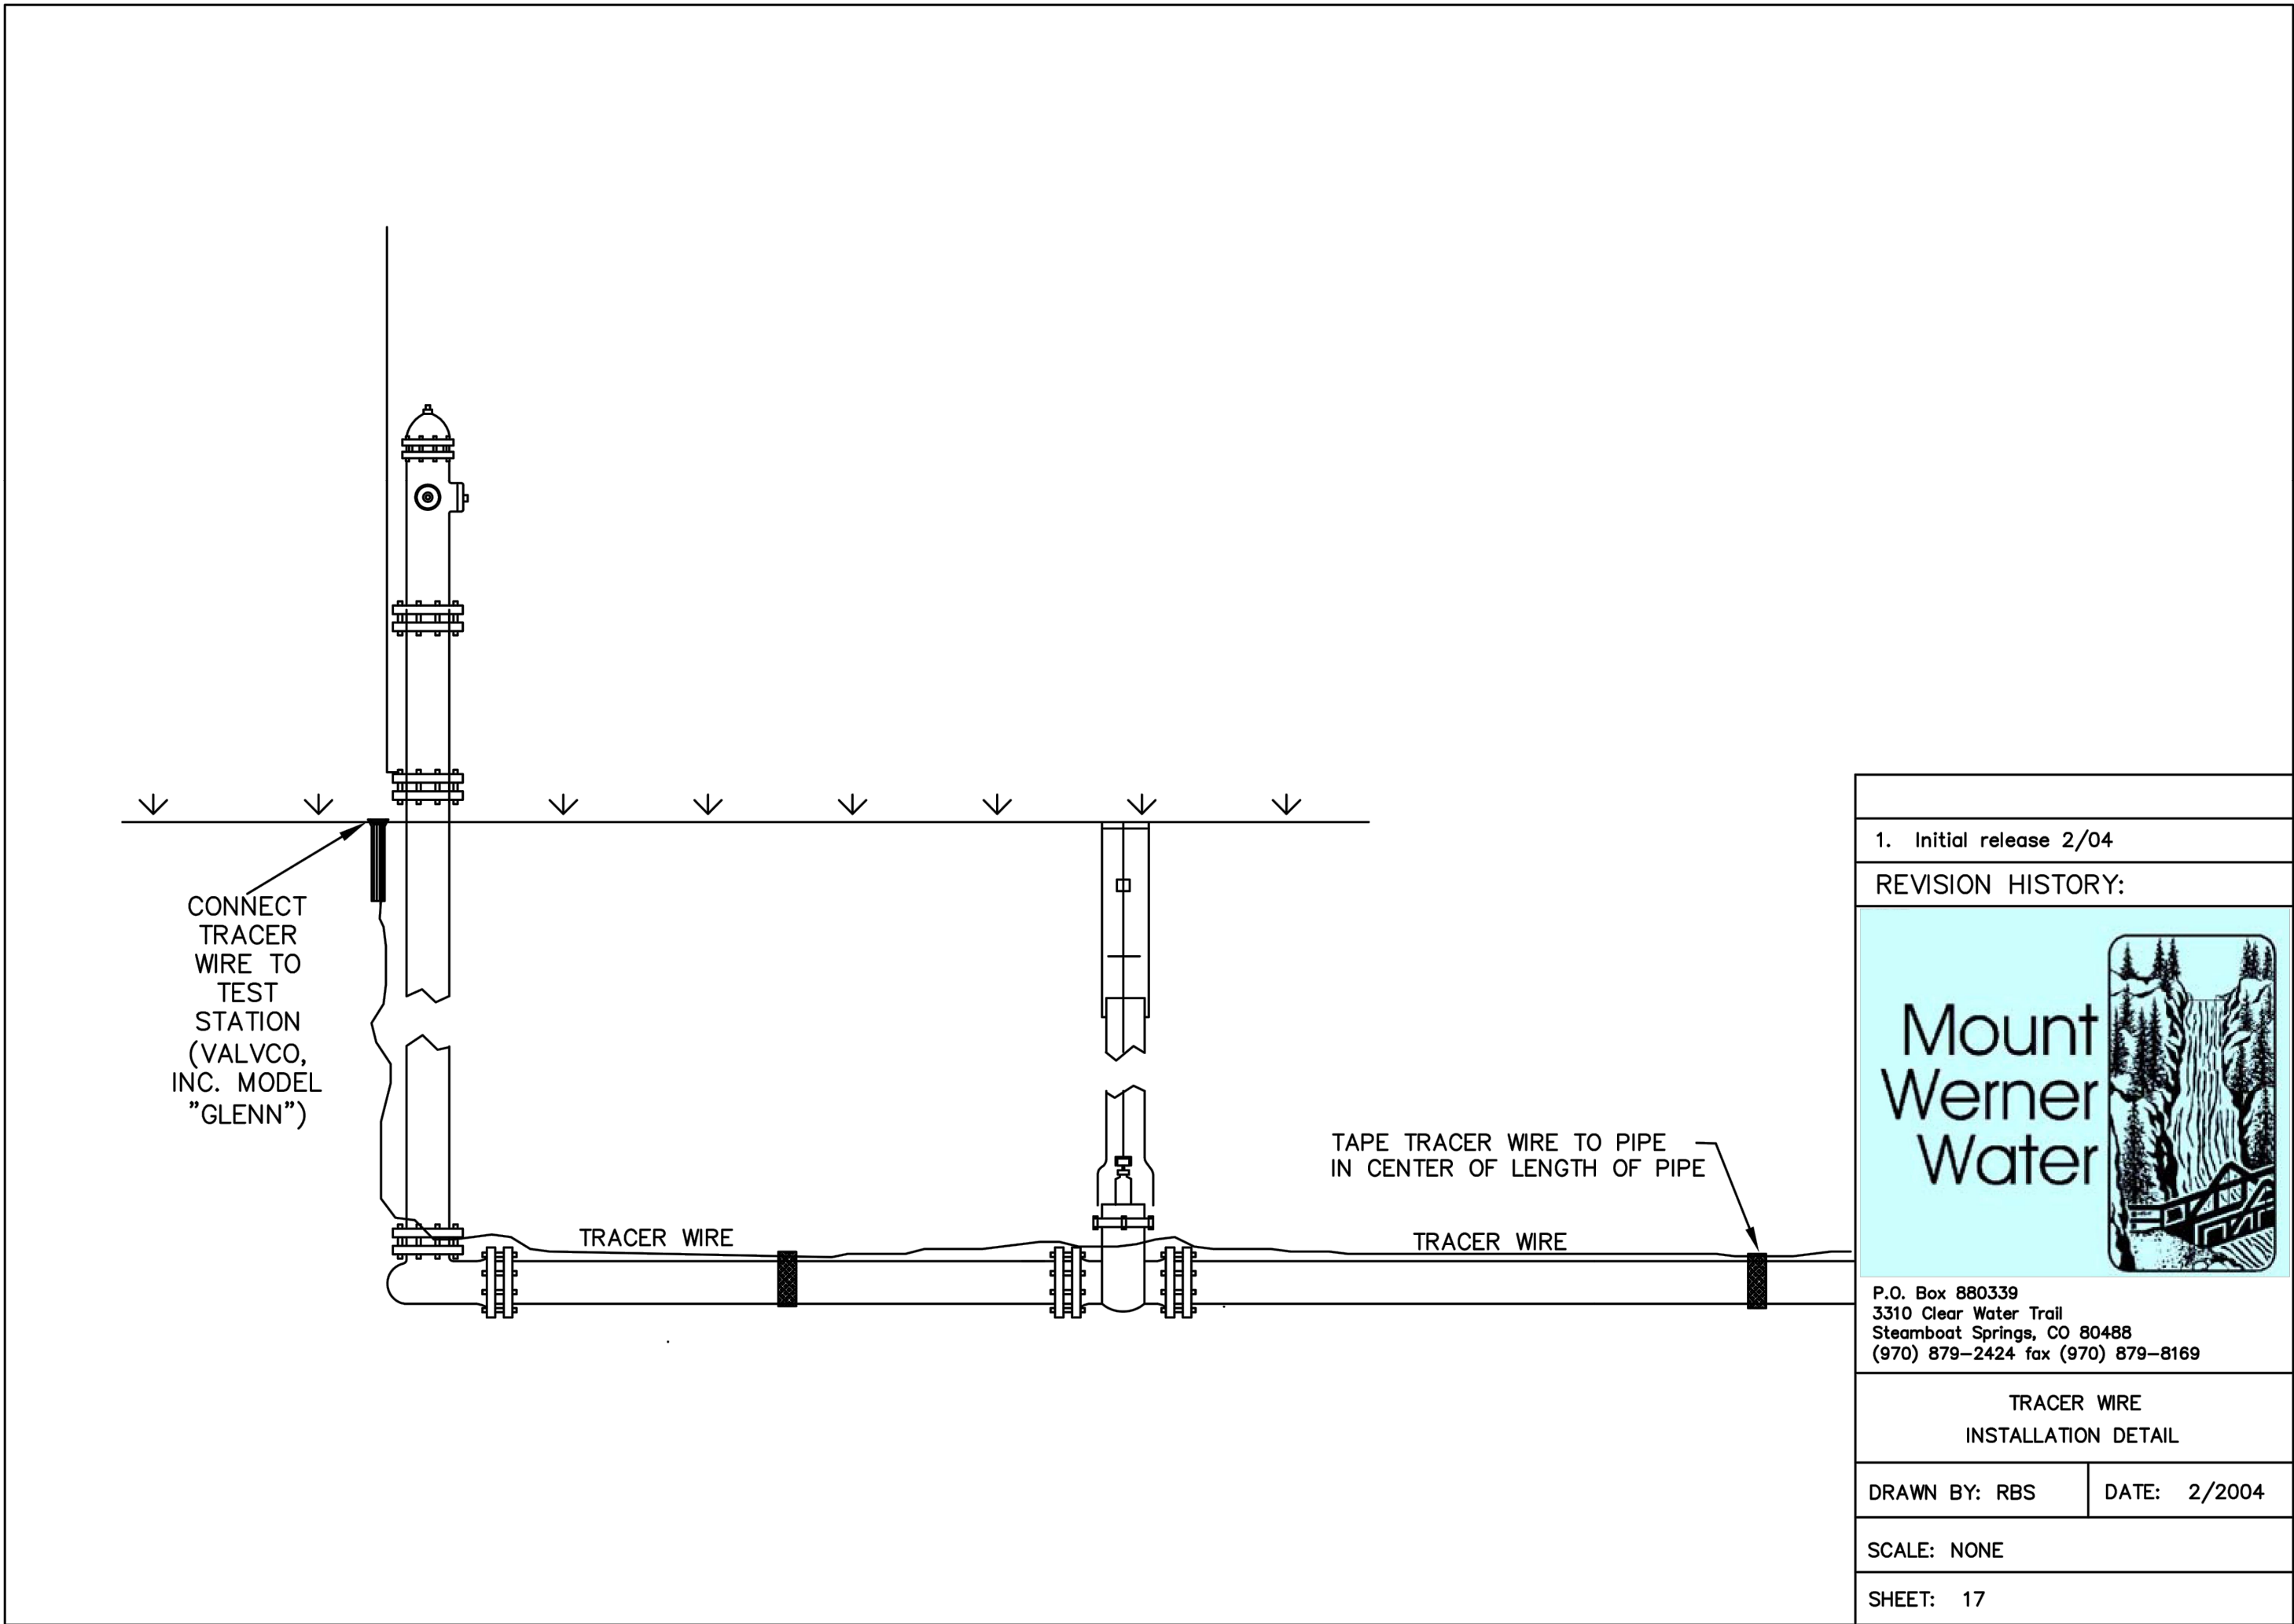 CONNECT
TRACER
WIRE TO
TEST
STATION
(VALVCO,
INC. MODEL
"GLENN")
TRACER WIRE
TAPE TRACER WIRE TO PIPE
IN CENTER OF LENGTH OF PIPE
TRACER WIRE
1. Initial release 2/04
REVISION HISTORY:
Mount
Werner
Water
P.O. Box 880339
3310 Clear Water Trail
Steamboat Springs, CO 80488
(970) 879-2424 fax (970) 879-8169
TRACER WIRE
INSTALLATION DETAIL
DRAWN BY: RBS
DATE: 2/2004
SCALE: NONE
SHEET: 17